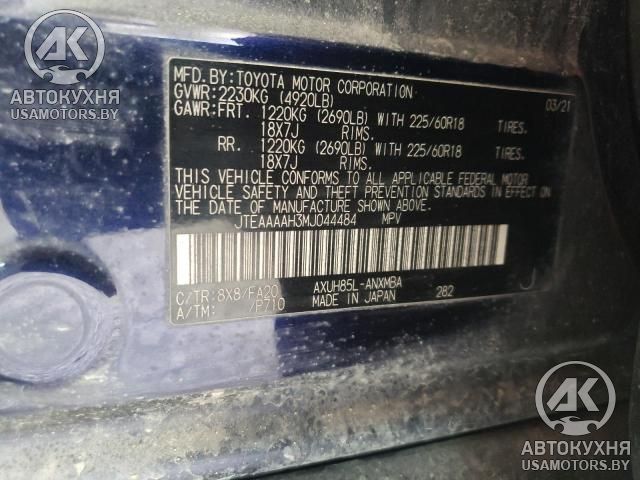 AK
АВТОКУХНЯ
USAMOTORS.BY
MFD.BY:TOYOTA MOTOR CORPORATION 03/21
GVWR:2230KG (4920LB)
GAWR:FRT. 1220KG (2690LB) WITH 225/60R18 TIRES.
18X7J RIMS.
RR. 1220KG (2690LB) WITH 225/60R18 TIRES.
18X7J RIMS.
THIS VEHICLE CONFORMS TO ALL APPLICABLE FEDERAL MOTOR
VEHICLE SAFETY AND THEFT PREVENTION STANDARDS IN EFFECT ON
THE DATE OF MANUFACTURE SHOWN ABOVE.
JTEAAAAH3MJ044484 MPV
C/TR:8X8/FA20 AXUH85L-ANXMBA J
A/TM: /P710 MADE IN JAPAN 282
AK
АВТОКУХНЯ
USAMOTORS.BY